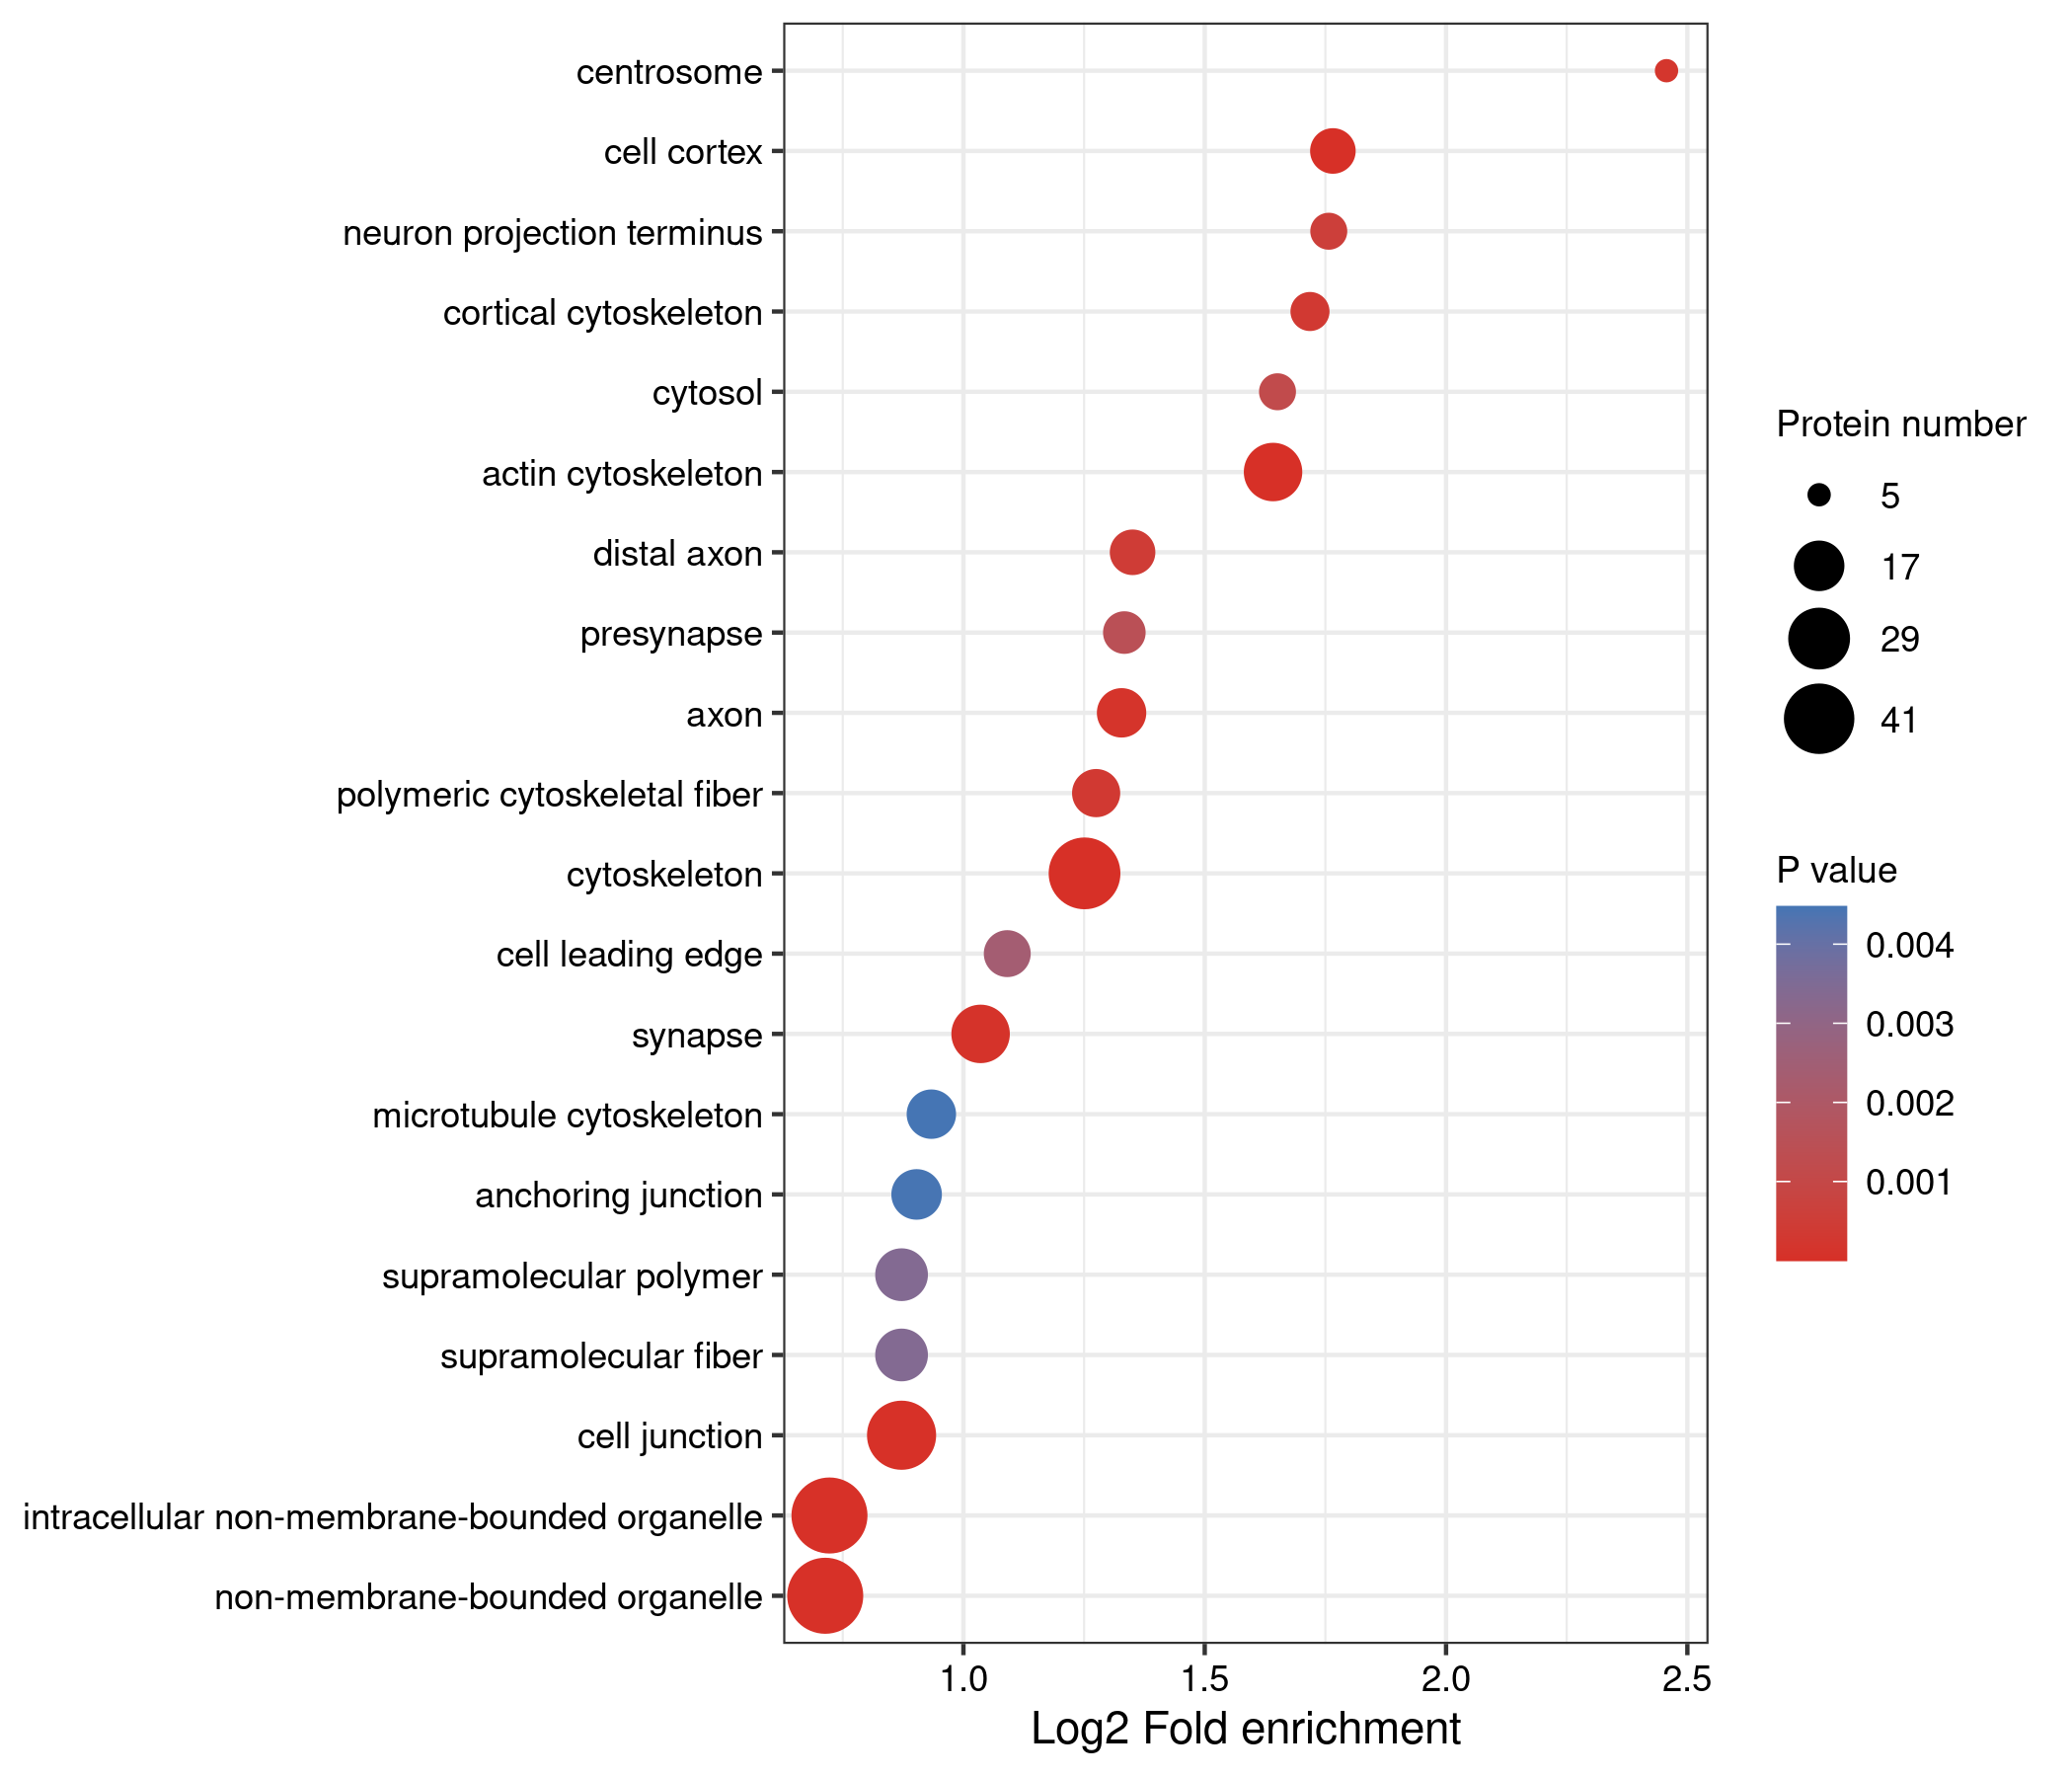 centrosome
cell cortex
neuron projection terminus
cortical cytoskeleton
cytosol
actin cytoskeleton
distal axon
presynapse
axon
polymeric cytoskeletal fiber
cytoskeleton
cell leading edge
synapse
microtubule cytoskeleton
anchoring junction
supramolecular polymer
supramolecular fiber
cell junction
intracellular non-membrane-bounded organelle
non-membrane-bounded organelle
1.0 1.5 2.0 2.5
Log2 Fold enrichment
Protein number
5
17
29
41
P value
0.004
0.003
0.002
0.001